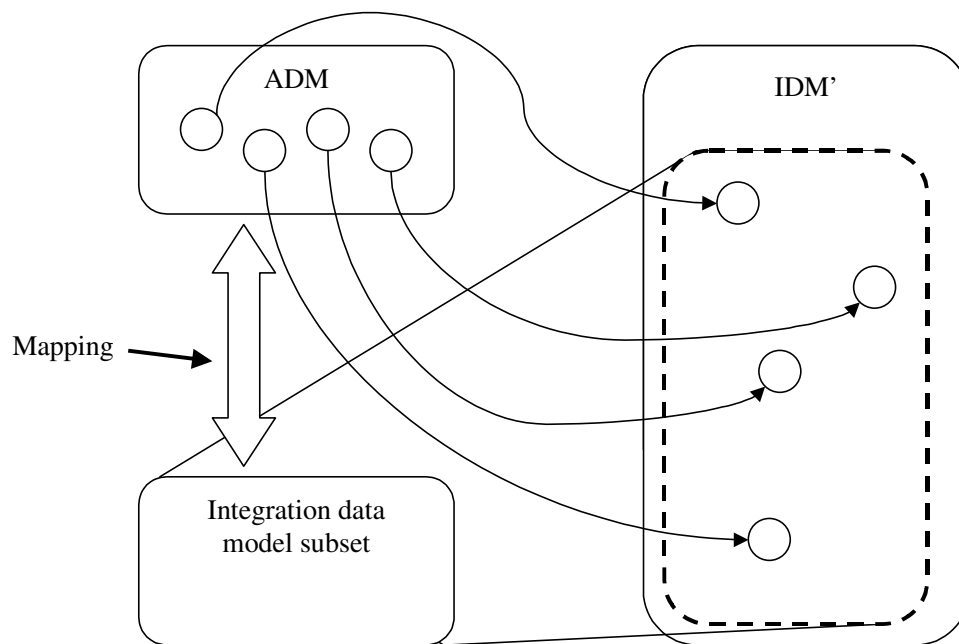 ADM
IDM’
Mapping
Integration data
model subset